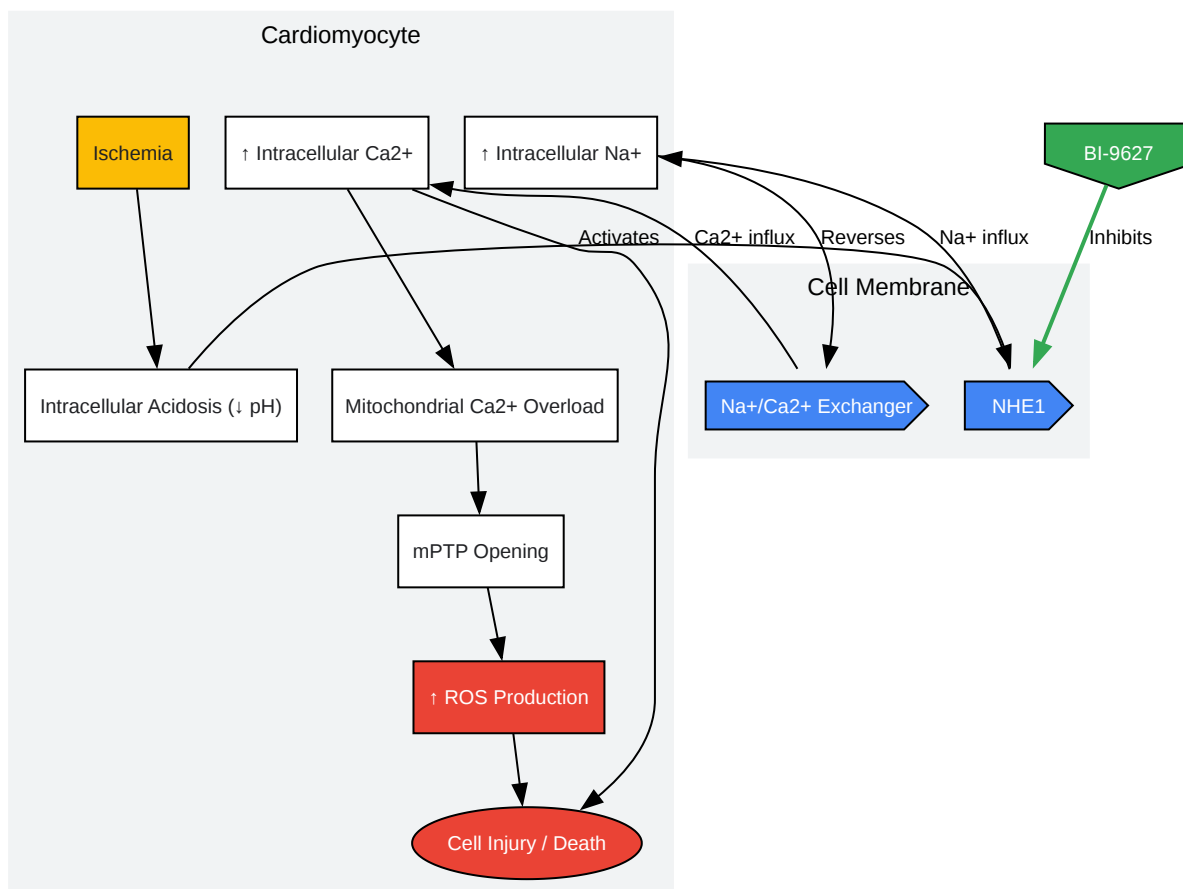 Cardiomyocyte
Ischemia
↑ Intracellular Ca2+
↑ Intracellular Na+
BI-9627
Activates
Ca2+ influx
Reverses
Na+ influx
Inhibits
Cell Membrane
Intracellular Acidosis (↓ pH)
Mitochondrial Ca2+ Overload
Na+/Ca2+ Exchanger
NHE1
mPTP Opening
↑ ROS Production
Cell Injury / Death